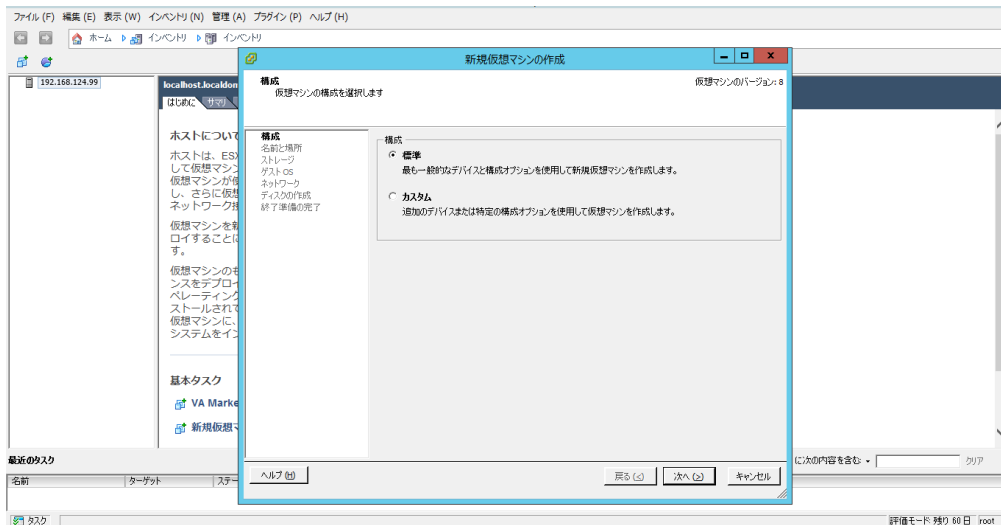 ファイル(F) 編集(E) 表示(W) インベントリ(N) 管理(A) プラグイン(P) ヘルプ(H)
ホーム インベントリ インベントリ
192.168.124.99
localhost.localdon
はじめに サマリ
ホストについて
ホストは、ESX
して仮想マシン
仮想マシンが使
し、さらに仮想
ネットワーク接
仮想マシンを新
ロイすることに
す。
仮想マシンのも
ンスをデプロイ
ペレーティング
ストールされて
仮想マシンに、
システムをイン
基本タスク
VA Marke
新規仮想マ
新規仮想マシンの作成
構成
仮想マシンの構成を選択します
仮想マシンのバージョン: 8
構成
名前と場所
ストレージ
ゲスト OS
ネットワーク
ディスクの作成
終了準備の完了
構成
標準
最も一般的なデバイスと構成オプションを使用して新規仮想マシンを作成します。
カスタム
追加のデバイスまたは特定の構成オプションを使用して仮想マシンを作成します。
ヘルプ(H) 戻る(<) 次へ(>) キャンセル
最近のタスク
に次の内容を含む: クリア
名前 ターゲット ステー
タスク
評価モード: 残り 60 日 root